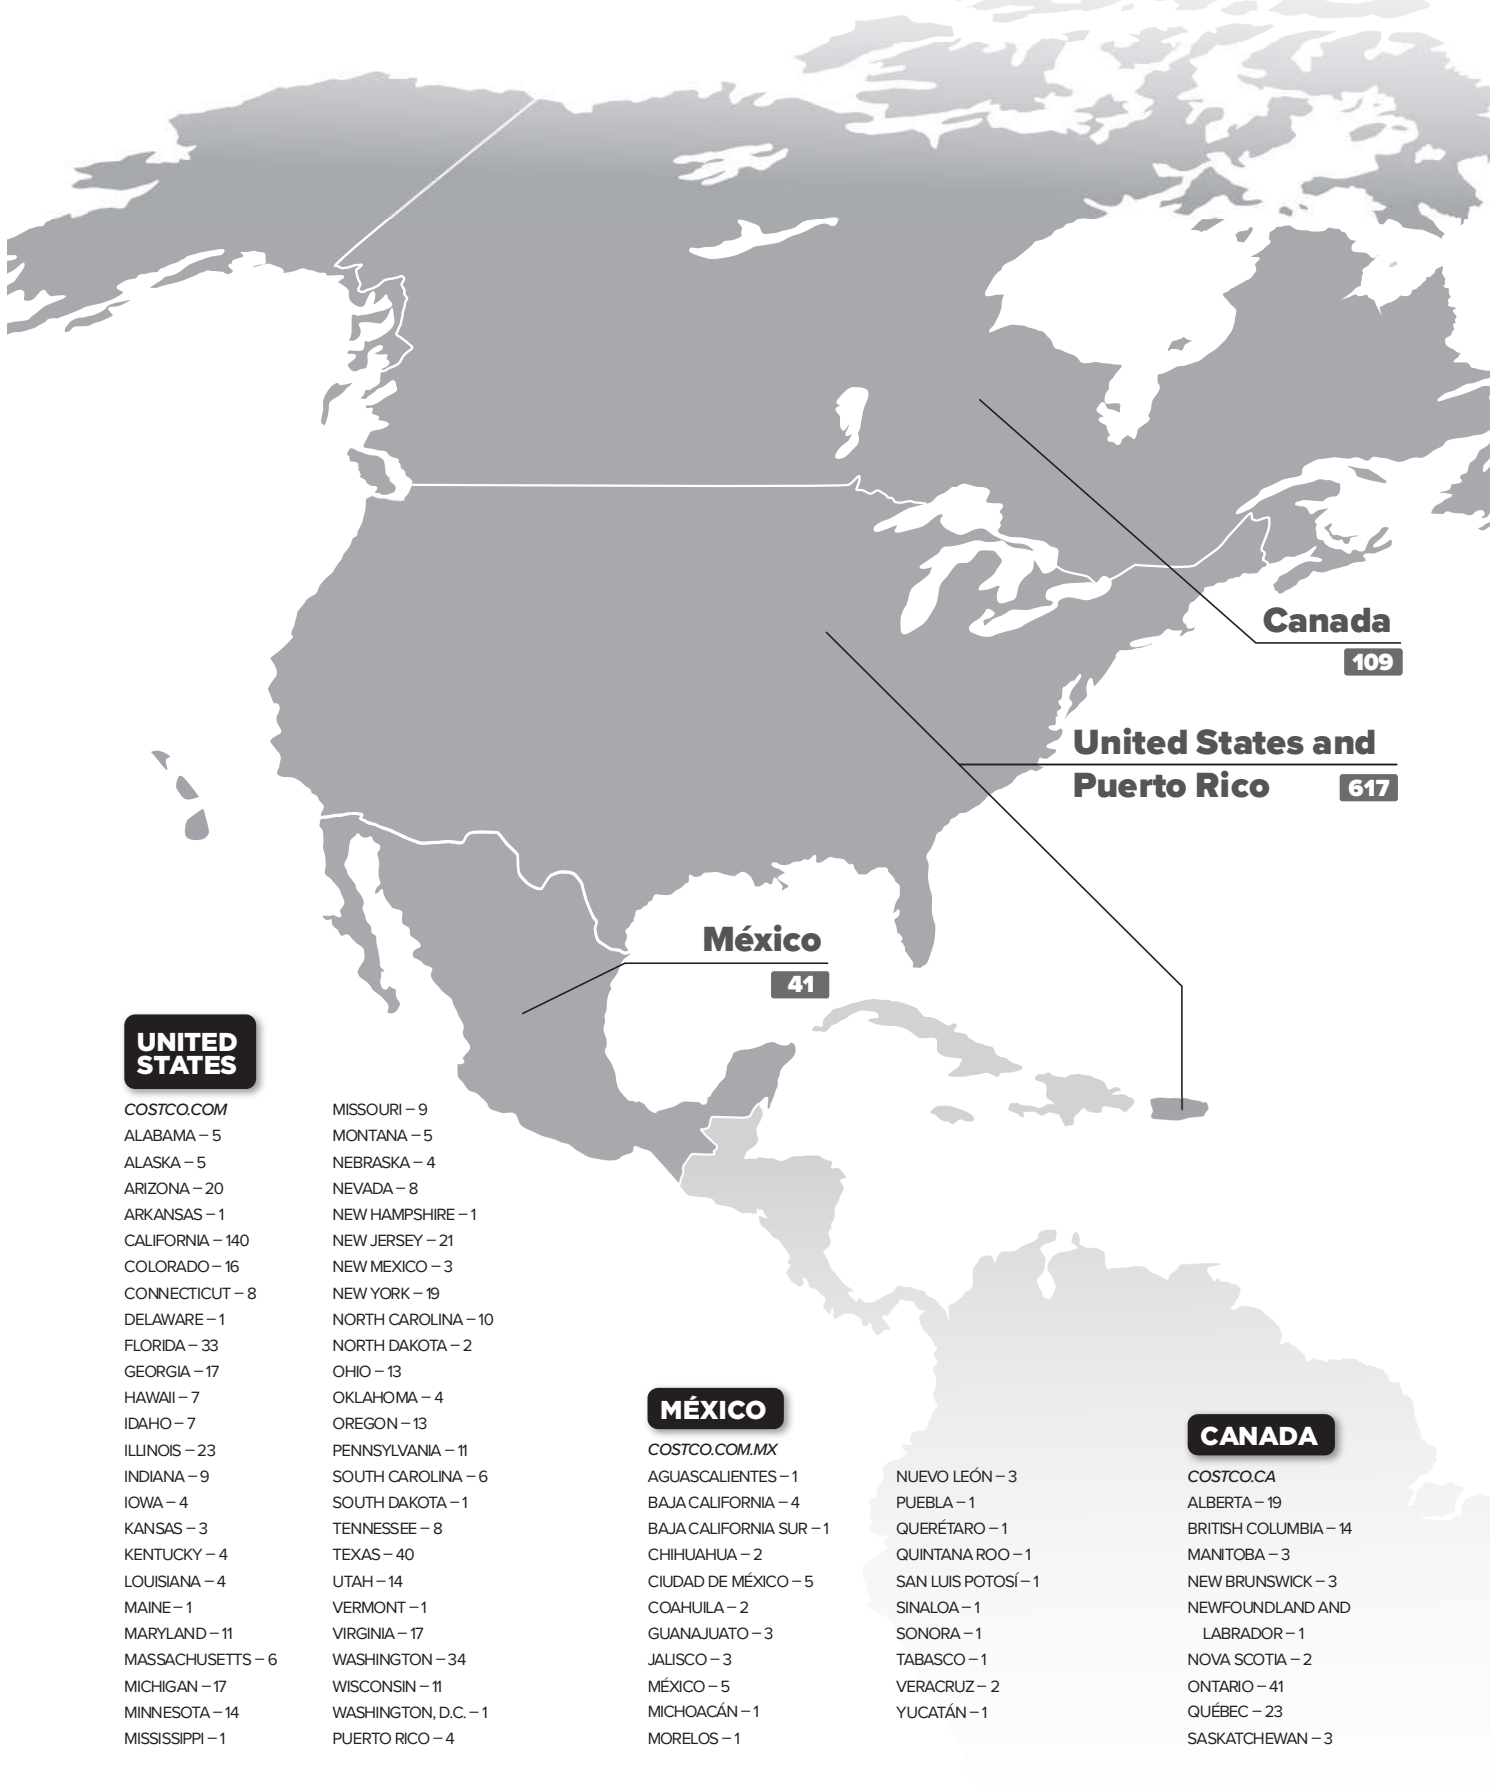 Canada
109
United States and
Puerto Rico 617
México
41
UNITED
STATES
COSTCO.COM
ALABAMA – 5
ALASKA – 5
ARIZONA – 20
ARKANSAS – 1
CALIFORNIA – 140
COLORADO – 16
CONNECTICUT – 8
DELAWARE – 1
FLORIDA – 33
GEORGIA – 17
HAWAII – 7
IDAHO – 7
ILLINOIS – 23
INDIANA – 9
IOWA – 4
KANSAS – 3
KENTUCKY – 4
LOUISIANA – 4
MAINE – 1
MARYLAND – 11
MASSACHUSETTS – 6
MICHIGAN – 17
MINNESOTA – 14
MISSISSIPPI – 1
MISSOURI – 9
MONTANA – 5
NEBRASKA – 4
NEVADA – 8
NEW HAMPSHIRE – 1
NEW JERSEY – 21
NEW MEXICO – 3
NEW YORK – 19
NORTH CAROLINA – 10
NORTH DAKOTA – 2
OHIO – 13
OKLAHOMA – 4
OREGON – 13
PENNSYLVANIA – 11
SOUTH CAROLINA – 6
SOUTH DAKOTA – 1
TENNESSEE – 8
TEXAS – 40
UTAH – 14
VERMONT – 1
VIRGINIA – 17
WASHINGTON – 34
WISCONSIN – 11
WASHINGTON, D.C. – 1
PUERTO RICO – 4
MÉXICO
COSTCO.COM.MX
AGUASCALIENTES – 1
BAJA CALIFORNIA – 4
BAJA CALIFORNIA SUR – 1
CHIHUAHUA – 2
CIUDAD DE MÉXICO – 5
COAHUILA – 2
GUANAJUATO – 3
JALISCO – 3
MÉXICO – 5
MICHOACÁN – 1
MORELOS – 1
NUEVO LEÓN – 3
PUEBLA – 1
QUERÉTARO – 1
QUINTANA ROO – 1
SAN LUIS POTOSÍ – 1
SINALOA – 1
SONORA – 1
TABASCO – 1
VERACRUZ – 2
YUCATÁN – 1
CANADA
COSTCO.CA
ALBERTA – 19
BRITISH COLUMBIA – 14
MANITOBA – 3
NEW BRUNSWICK – 3
NEWFOUNDLAND AND
LABRADOR – 1
NOVA SCOTIA – 2
ONTARIO – 41
QUÉBEC – 23
SASKATCHEWAN – 3